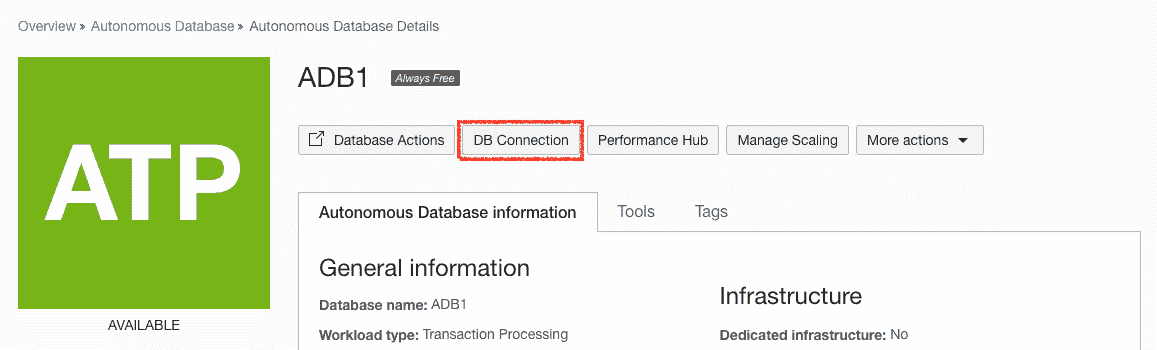 Overview » Autonomous Database » Autonomous Database Details
ATP
AVAILABLE
ADB1 Always Free
Database Actions DB Connection Performance Hub Manage Scaling More actions
Autonomous Database information Tools Tags
General information
Database name: ADB1
Workload type: Transaction Processing
Infrastructure
Dedicated infrastructure: No